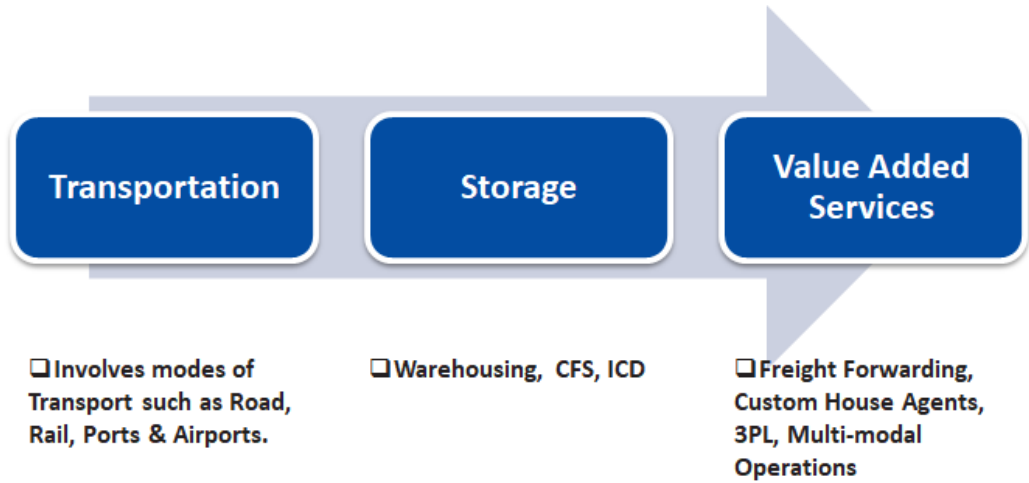 Transportation
Storage
Value Added
Services
❑Involves modes of
Transport such as Road,
Rail, Ports & Airports.
❑Warehousing, CFS, ICD
❑Freight Forwarding,
Custom House Agents,
3PL, Multi-modal
Operations